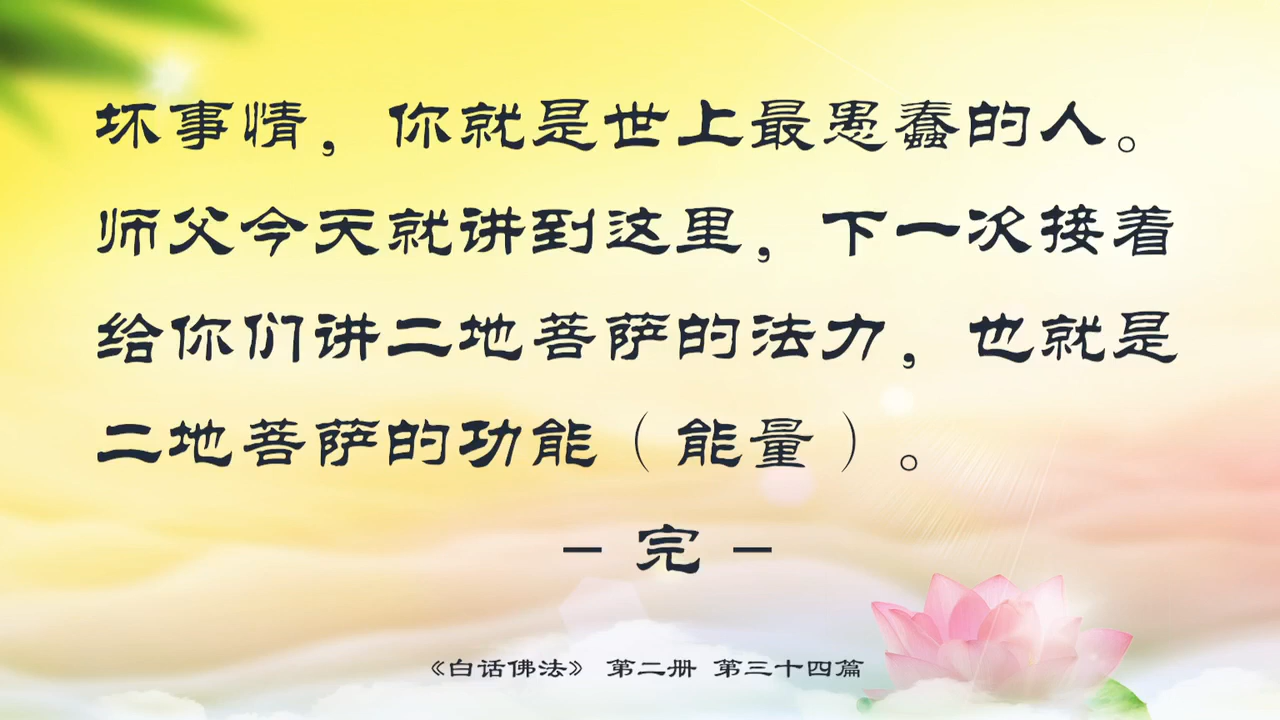 坏事情，你就是世上最愚蠢的人。
师父今天就讲到这里，下一次接着
给你们讲二地菩萨的法力，也就是
二地菩萨的功能（能量）。
— 完 —
《白话佛法》 第二册 第三十四篇